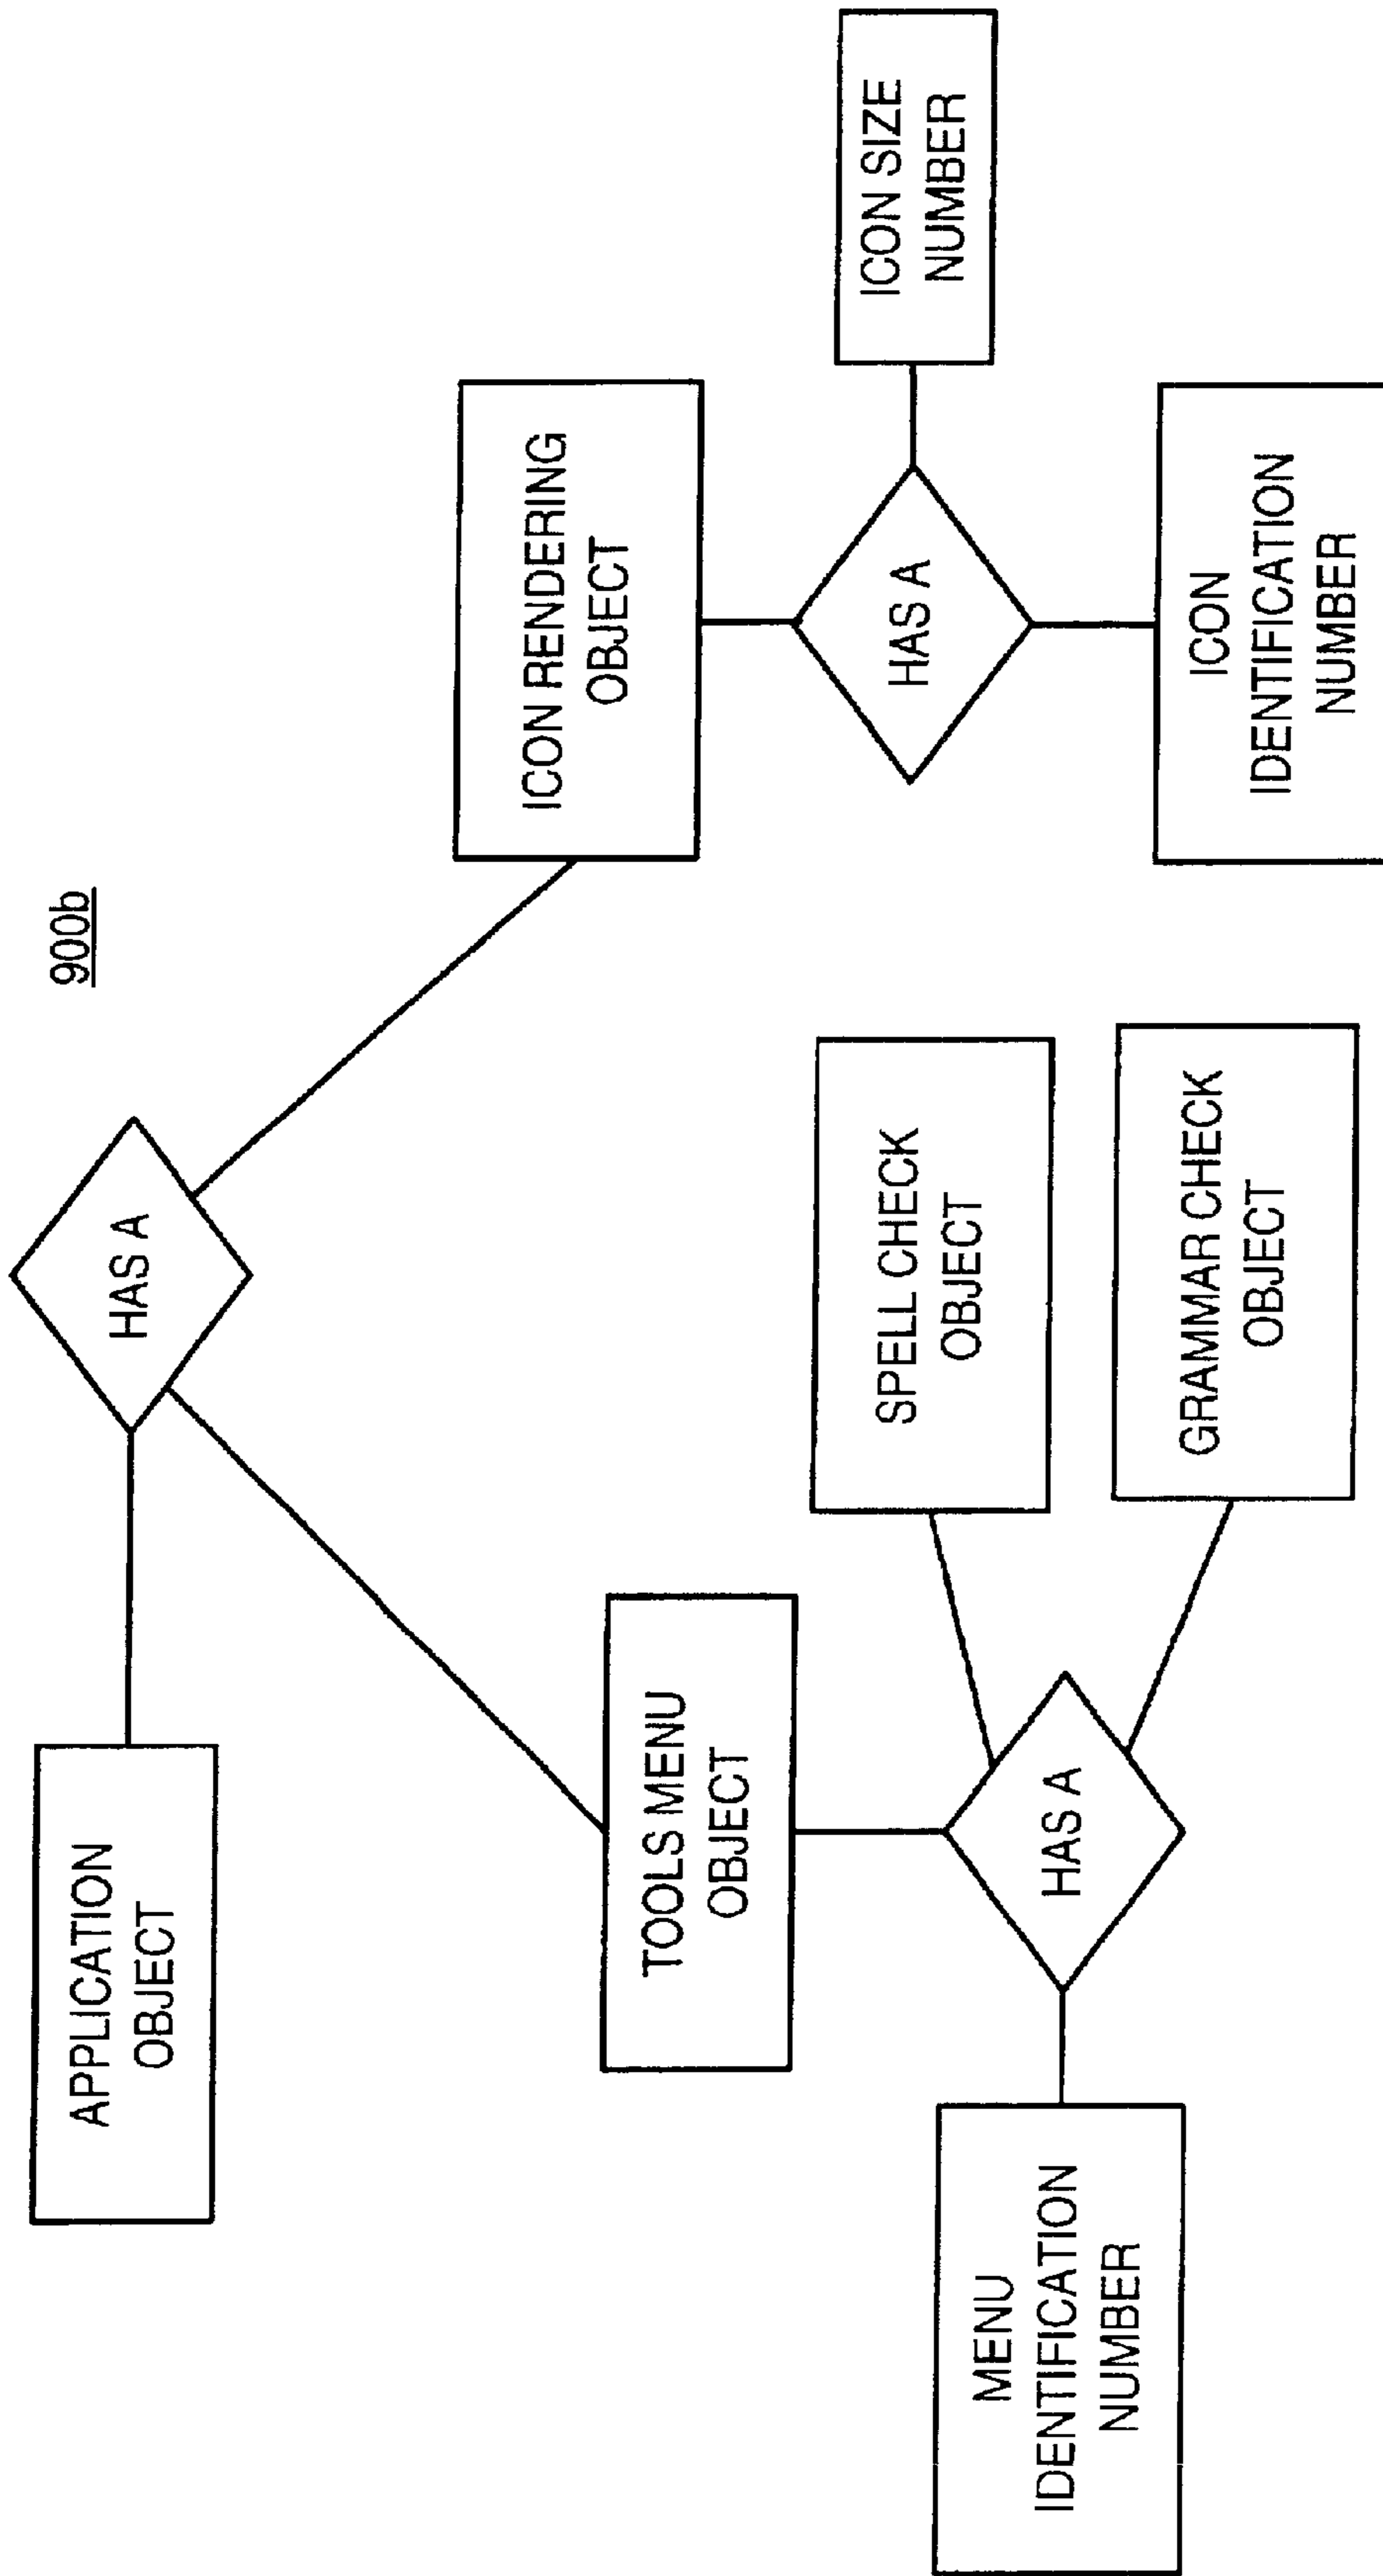 900b
APPLICATION
OBJECT
HAS A
TOOLS MENU
OBJECT
ICON RENDERING
OBJECT
MENU
IDENTIFICATION
NUMBER
HAS A
SPELL CHECK
OBJECT
GRAMMAR CHECK
OBJECT
HAS A
ICON SIZE
NUMBER
ICON
IDENTIFICATION
NUMBER